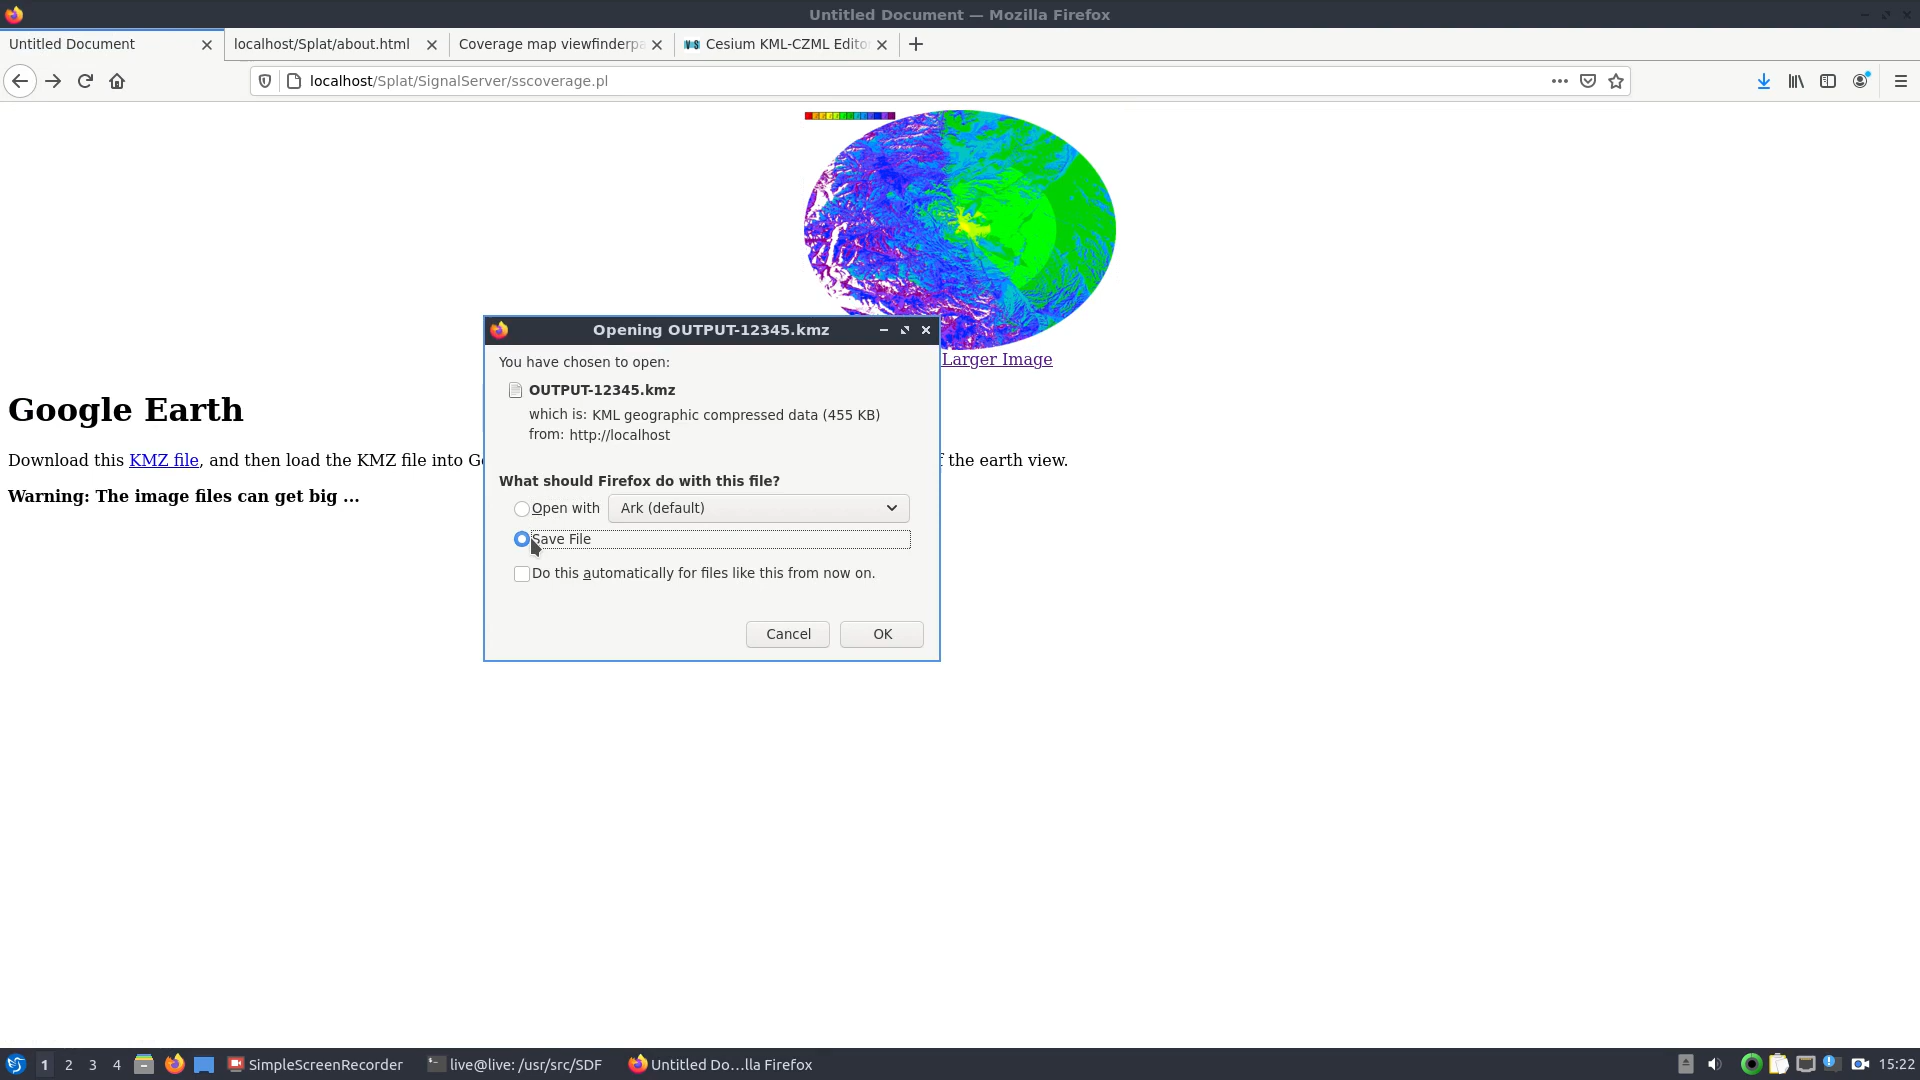 Untitled Document — Mozilla Firefox
Untitled Document
localhost/Splat/about.html
Coverage map viewfinderpa
Cesium KML-CZML Editor
localhost/Splat/SignalServer/sscoverage.pl
Larger Image
Opening OUTPUT-12345.kmz
You have chosen to open:
OUTPUT-12345.kmz
which is: KML geographic compressed data (455 KB)
from: http://localhost
What should Firefox do with this file?
Open with Ark (default)
Save File
Do this automatically for files like this from now on.
Cancel OK
Google Earth
Download this KMZ file, and then load the KMZ file into Go
f the earth view.
Warning: The image files can get big ...
1 2 3 4 SimpleScreenRecorder live@live: /usr/src/SDF Untitled Do...lla Firefox 15:22